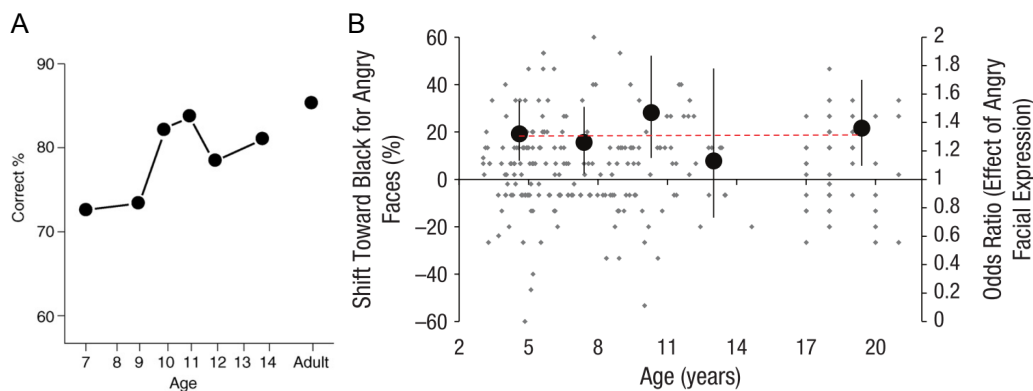 A
90
80
70
60
Correct %
7 8 9 10 11 12 13 14 Adult
Age
B
60
40
20
0
−20
−40
−60
Shift Toward Black for Angry
Faces (%)
2 5 8 11 14 17 20
Age (years)
2
1.8
1.6
1.4
1.2
1
0.8
0.6
0.4
0.2
0
Odds Ratio (Effect of Angry
Facial Expression)